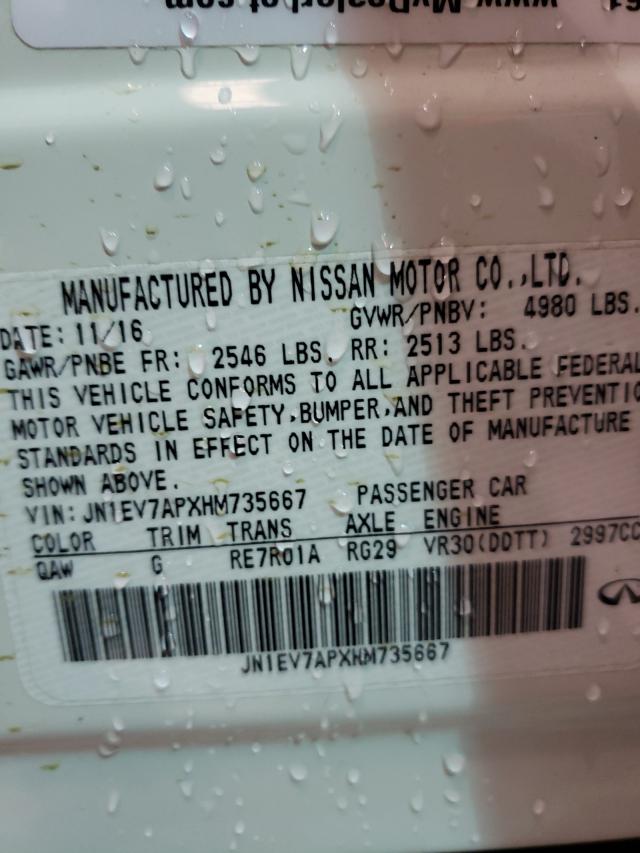 www.MyDealerLot.com
MANUFACTURED BY NISSAN MOTOR CO.,LTD.
DATE: 11/16 GVWR/PNBV: 4980 LBS.
GAWR/PNBE FR: 2546 LBS. RR: 2513 LBS.
THIS VEHICLE CONFORMS TO ALL APPLICABLE FEDERAL
MOTOR VEHICLE SAFETY,BUMPER,AND THEFT PREVENTIO
STANDARDS IN EFFECT ON THE DATE OF MANUFACTURE
SHOWN ABOVE.
VIN: JN1EV7APXHM735667 PASSENGER CAR
COLOR TRIM TRANS AXLE ENGINE
QAW G RE7R01A RG29 VR30(DDTT) 2997CC
JN1EV7APXHM735667